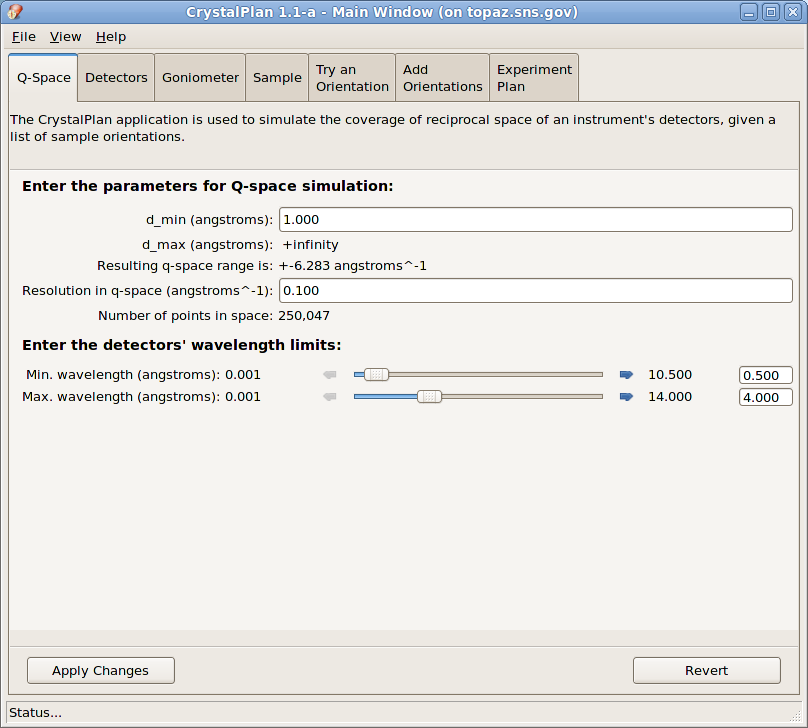 CrystalPlan 1.1-a - Main Window (on topaz.sns.gov)
File View Help
Q-Space Detectors Goniometer Sample Try an Orientation Add Orientations Experiment Plan
The CrystalPlan application is used to simulate the coverage of reciprocal space of an instrument's detectors, given a
list of sample orientations.
Enter the parameters for Q-space simulation:
d_min (angstroms): 1.000
d_max (angstroms): +infinity
Resulting q-space range is: +-6.283 angstroms^-1
Resolution in q-space (angstroms^-1): 0.100
Number of points in space: 250,047
Enter the detectors' wavelength limits:
Min. wavelength (angstroms): 0.001 10.500 0.500
Max. wavelength (angstroms): 0.001 14.000 4.000
Apply Changes Revert
Status...